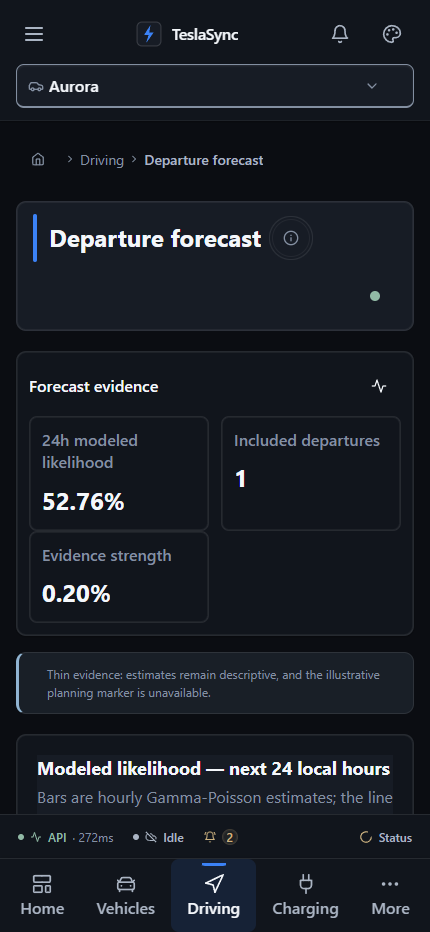 TeslaSync
Aurora
Driving
Departure forecast
Departure forecast
Forecast evidence
24h modeled
likelihood
52.76%
Included departures
1
Evidence strength
0.20%
Thin evidence: estimates remain descriptive, and the illustrative
planning marker is unavailable.
Modeled likelihood — next 24 local hours
Bars are hourly Gamma-Poisson estimates; the line
API · 272ms
Idle
2
Status
Home
Vehicles
Driving
Charging
More